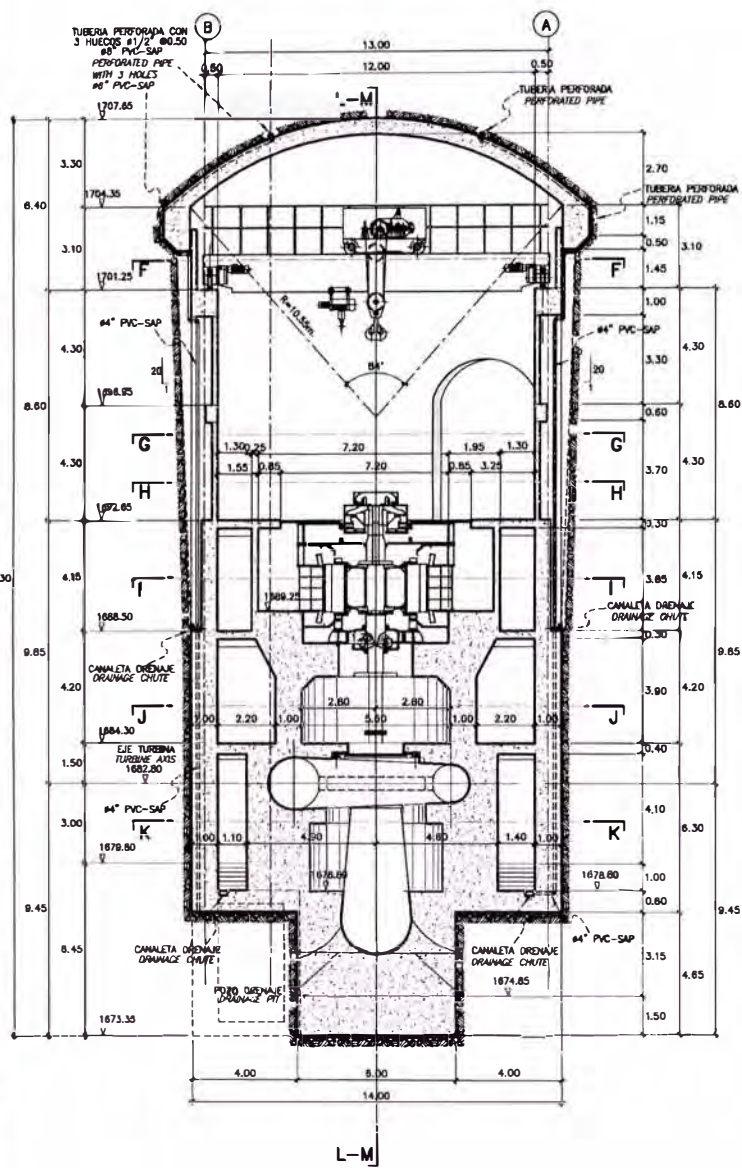 B
A
TUBERIA PERFORADA CON
3 HUECOS ø1/2" @0.50
ø8" PVC-SAP
PERFORATED PIPE
WITH 3 HOLES
ø6" PVC-SAP
13.00
0.50 12.00 0.50
L-M
TUBERIA PERFORADA
PERFORATED PIPE
1707.65
3.30
2.70
1704.35
TUBERIA PERFORADA
PERFORATED PIPE
6.40
1.15
3.10
0.50
3.10
F F
1.45
1701.25
R=10.55m.
1.00
ø4" PVC-SAP
ø4" PVC-SAP
4.30
3.30
4.30
20
84°
20
8.60
1696.95
8.60
0.60
G G
1.30 0.25 7.20 1.95 1.30
4.30
3.70
4.30
1.55 0.85 7.20 0.85 3.25
H H
1692.65
0.30
30
4.15
3.85
4.15
I I
1689.25
CANALETA DRENAJE
DRAINAGE CHUTE
1688.50
0.30
9.85
9.85
CANALETA DRENAJE
DRAINAGE CHUTE
4.20
3.90
4.20
2.80 2.80
J J
1.00 2.20 1.00 5.60 1.00 2.20 1.00
1684.30
0.40
EJE TURBINA
TURBINE AXIS
1682.80
1.50
ø4" PVC-SAP
4.10
3.00
K K
6.30
1.00 1.10 4.90 4.60 1.40 1.00
1679.80
1.00
1678.80
1678.80
0.80
9.45
9.45
CANALETA DRENAJE
DRAINAGE CHUTE
CANALETA DRENAJE
DRAINAGE CHUTE
ø4" PVC-SAP
6.45
3.15
4.65
POZO DRENAJE
DRAINAGE PIT
1674.85
1.50
1673.35
4.00 6.00 4.00
14.00
L-M